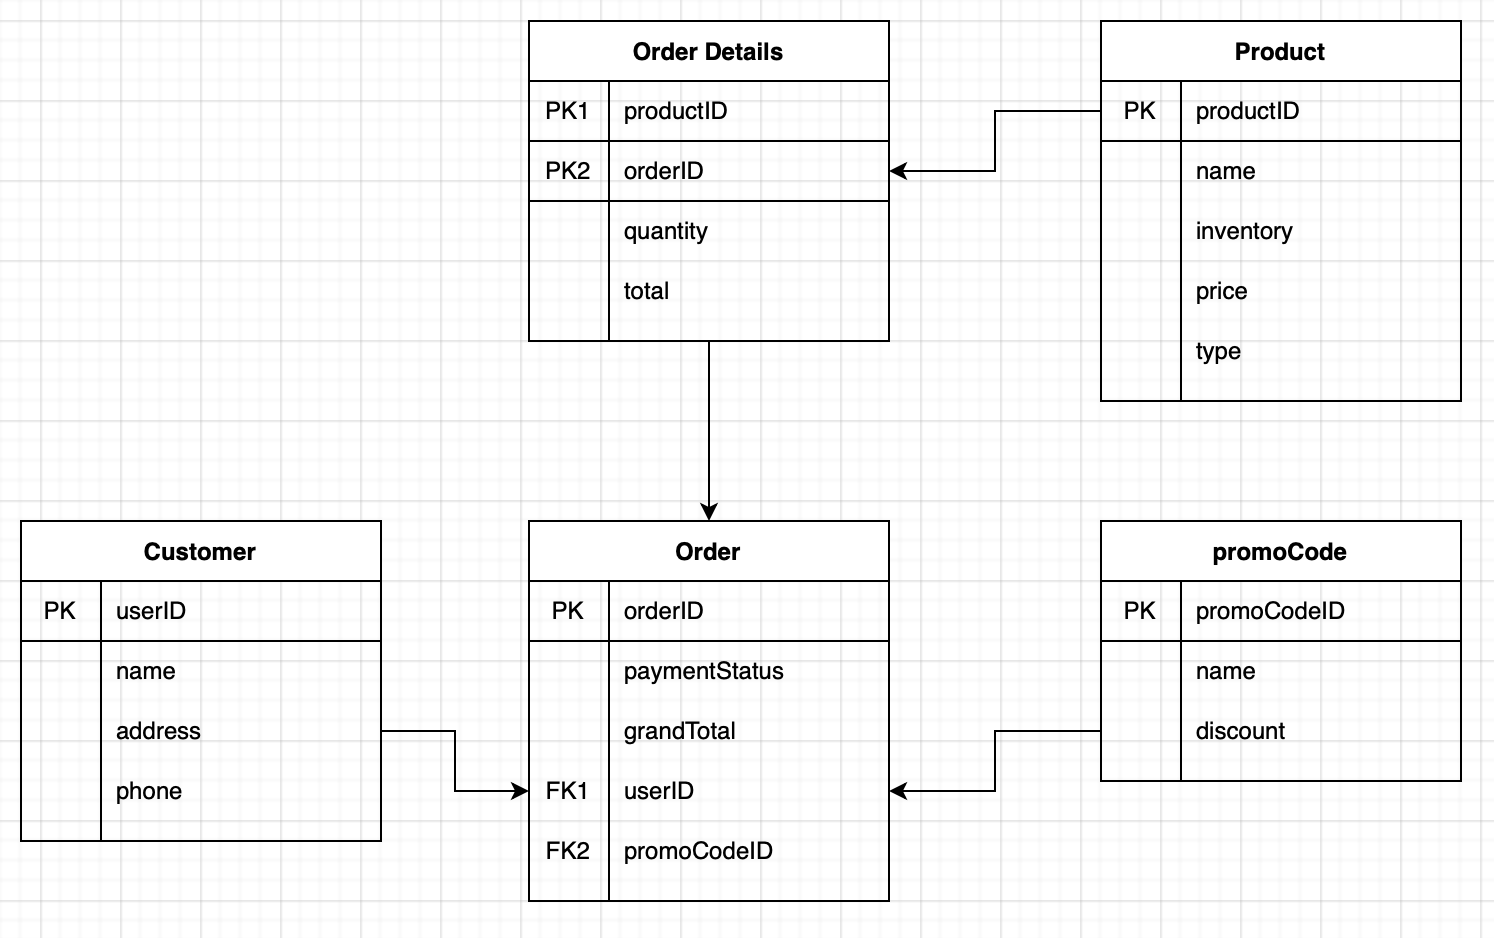 Order Details
PK1 productID
PK2 orderID
quantity
total
Product
PK productID
name
inventory
price
type
Customer
PK userID
name
address
phone
Order
PK orderID
paymentStatus
grandTotal
FK1 userID
FK2 promoCodeID
promoCode
PK promoCodeID
name
discount